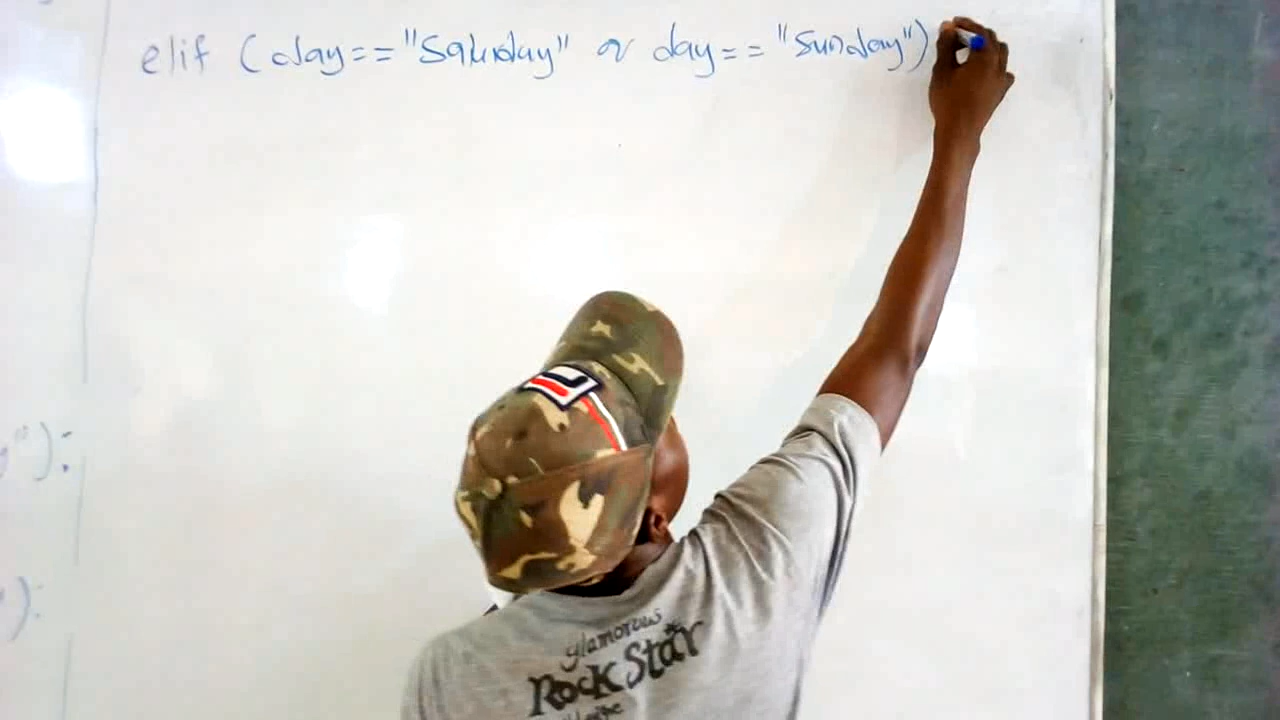 elif (day == "Saturday" or day == "Sunday")
"):
):
glamorous
Rock Star